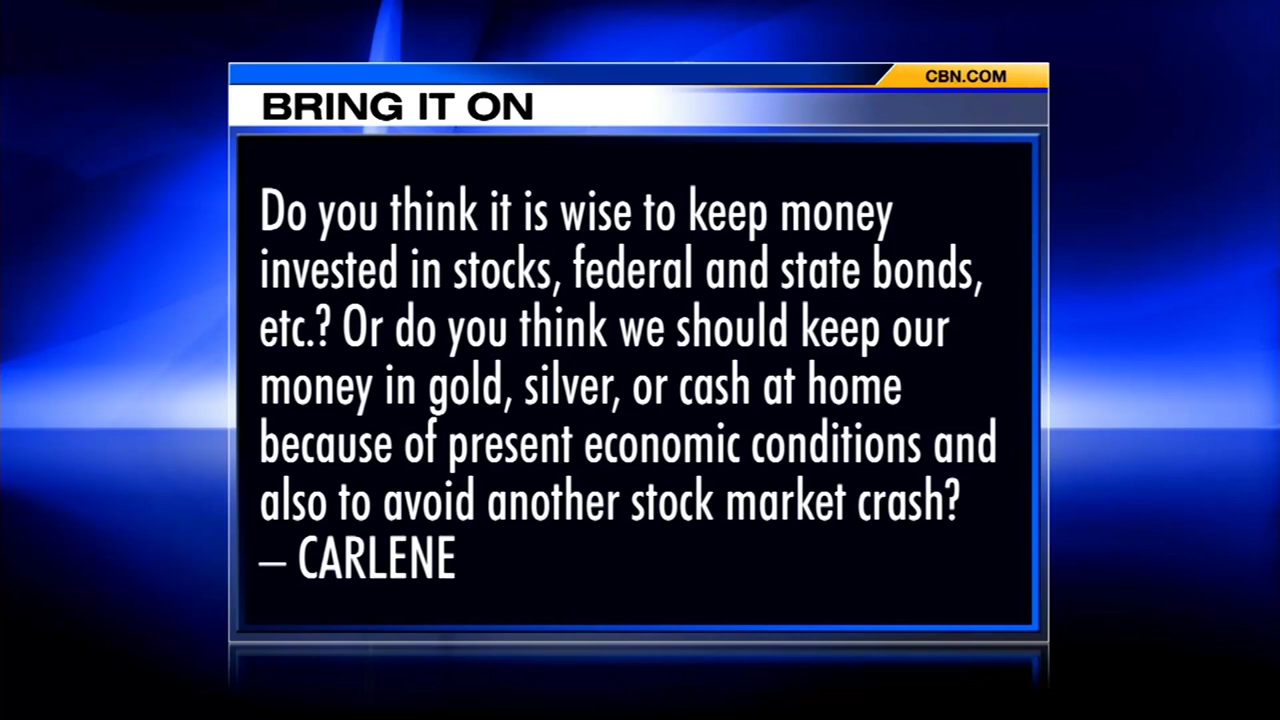 CBN.COM
BRING IT ON
Do you think it is wise to keep money
invested in stocks, federal and state bonds,
etc.? Or do you think we should keep our
money in gold, silver, or cash at home
because of present economic conditions and
also to avoid another stock market crash?
– CARLENE